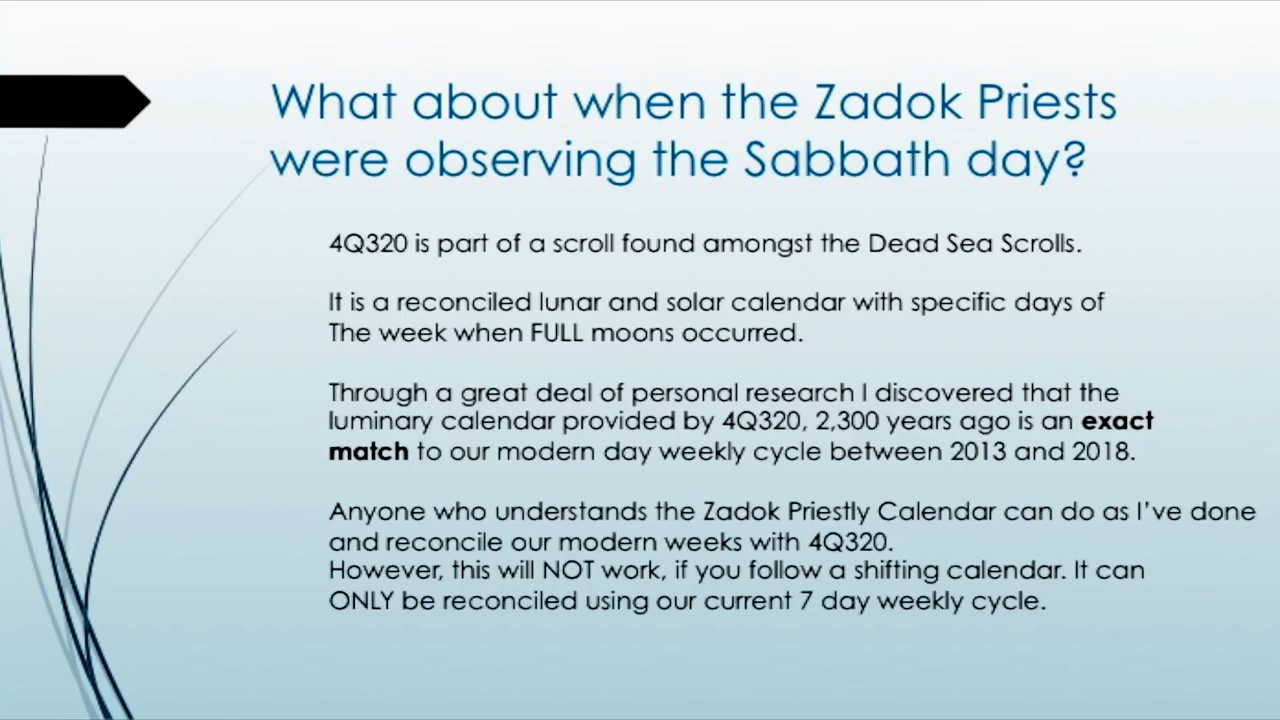 What about when the Zadok Priests
were observing the Sabbath day?
4Q320 is part of a scroll found amongst the Dead Sea Scrolls.
It is a reconciled lunar and solar calendar with specific days of
The week when FULL moons occurred.
Through a great deal of personal research I discovered that the
luminary calendar provided by 4Q320, 2,300 years ago is an exact
match to our modern day weekly cycle between 2013 and 2018.
Anyone who understands the Zadok Priestly Calendar can do as I've done
and reconcile our modern weeks with 4Q320.
However, this will NOT work, if you follow a shifting calendar. It can
ONLY be reconciled using our current 7 day weekly cycle.